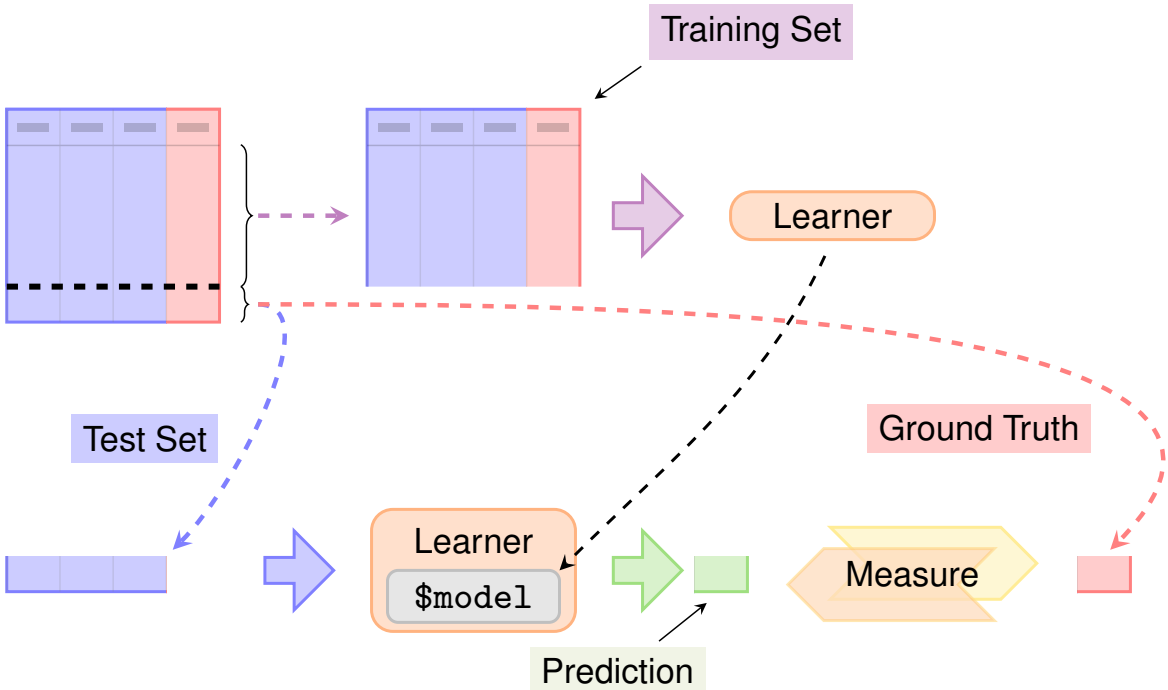 Training Set
Learner
Test Set
Ground Truth
Learner
$model
Measure
Prediction